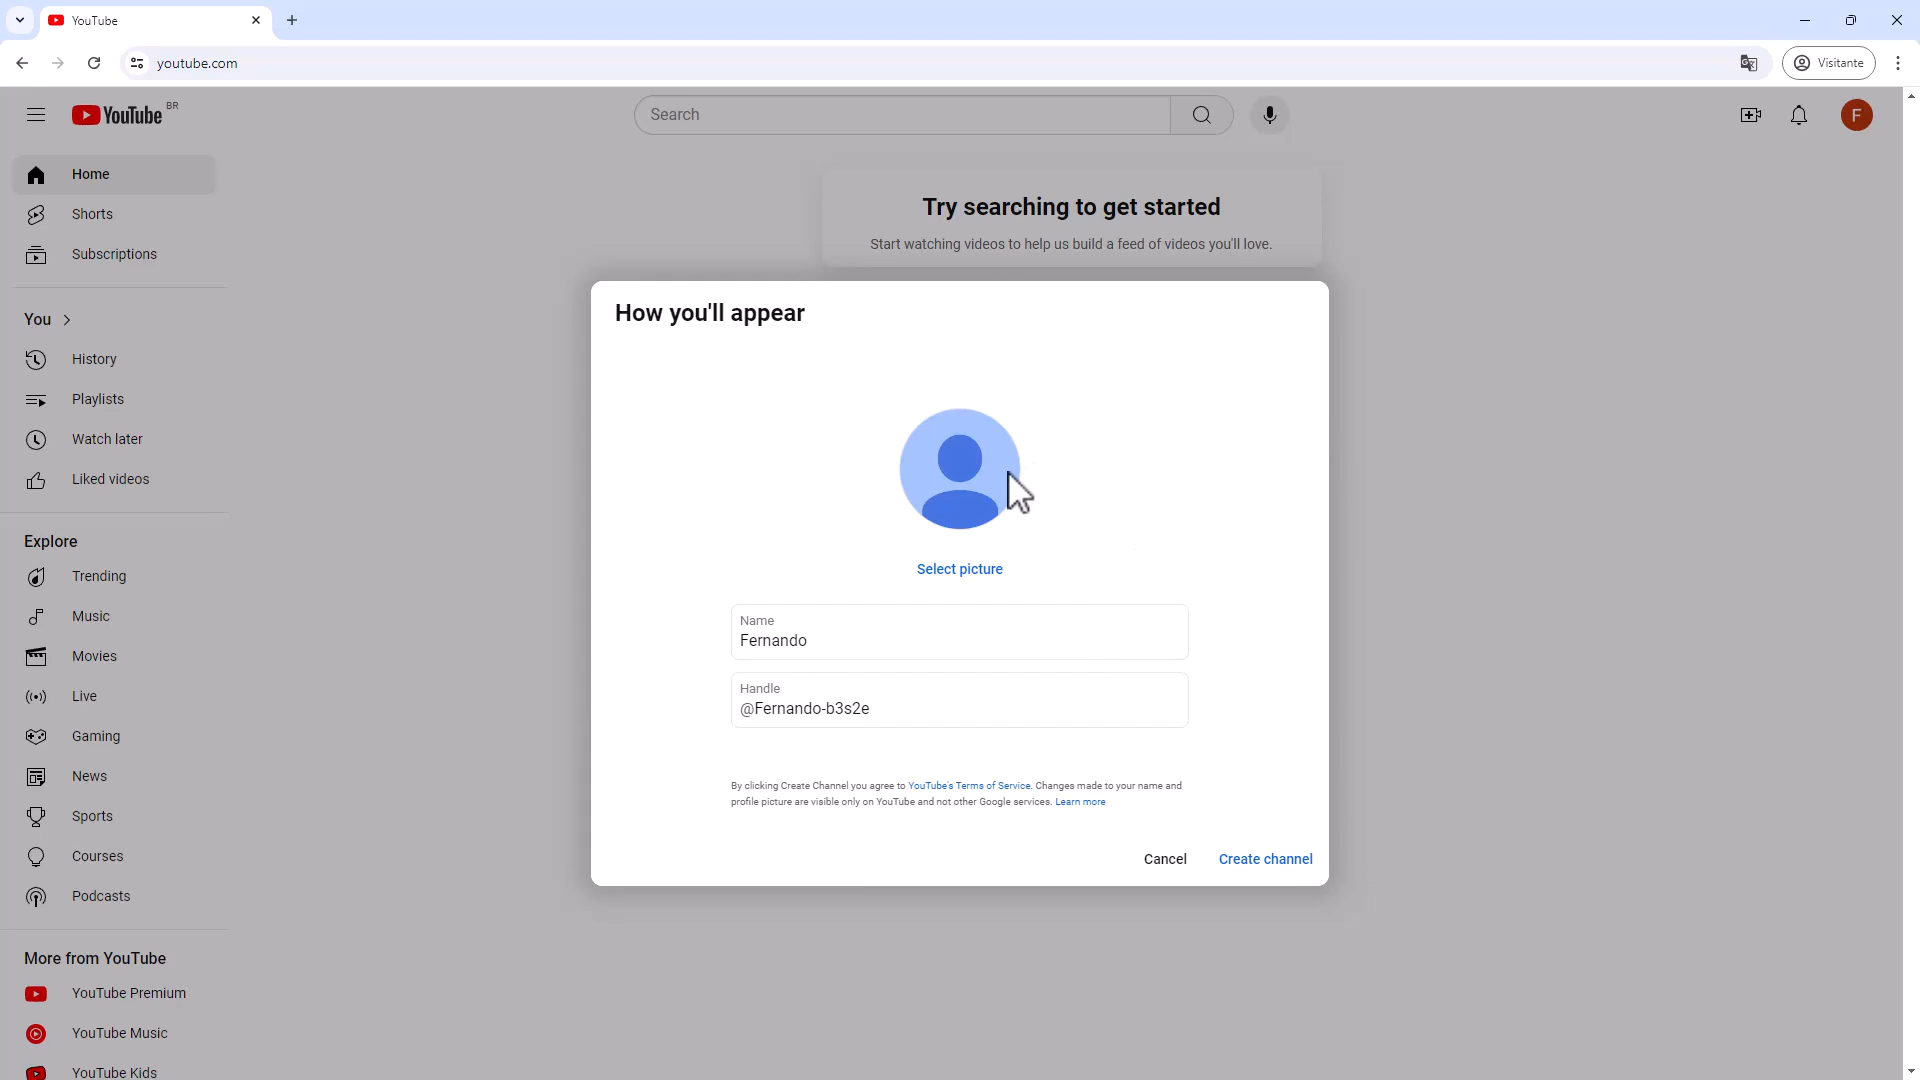 YouTube
youtube.com
Visitante
YouTube BR
Search
F
Home
Shorts
Subscriptions
You
History
Playlists
Watch later
Liked videos
Explore
Trending
Music
Movies
Live
Gaming
News
Sports
Courses
Podcasts
More from YouTube
YouTube Premium
YouTube Music
YouTube Kids
Try searching to get started
Start watching videos to help us build a feed of videos you'll love.
How you'll appear
Select picture
Name
Fernando
Handle
@Fernando-b3s2e
By clicking Create Channel you agree to YouTube's Terms of Service. Changes made to your name and
profile picture are visible only on YouTube and not other Google services. Learn more
Cancel
Create channel